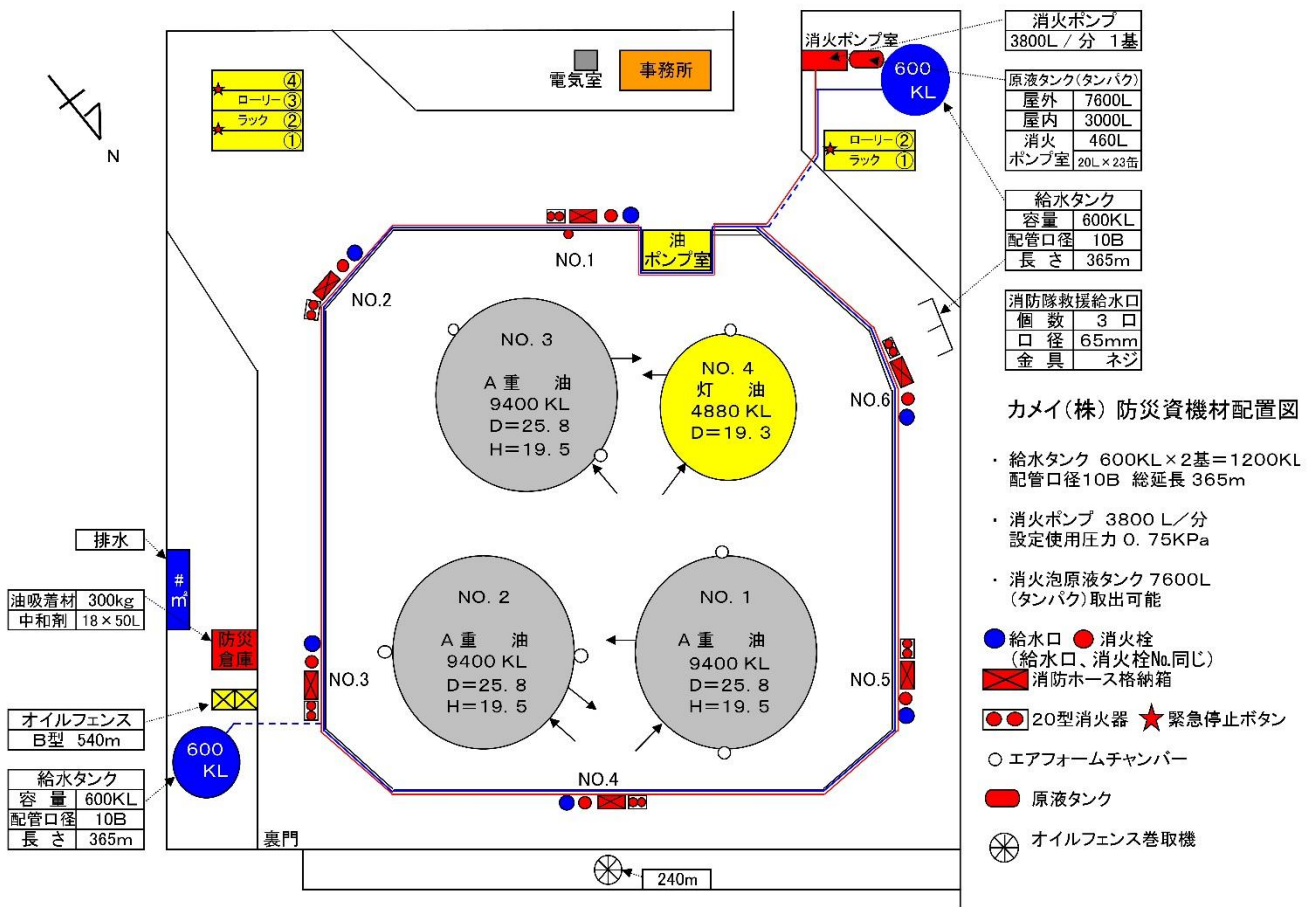 消火ポンプ
3800L / 分 1基
消火ポンプ室
600
KL
原液タンク(タンパク)
屋外 7600L
屋内 3000L
消火
ポンプ室 460L
20L×23缶
電気室
事務所
④
ローリー ③
ラック ②
①
N
ローリー ②
ラック ①
給水タンク
容量 600KL
配管口径 10B
長さ 365m
消防隊救援給水口
個数 3口
口径 65mm
金具 ネジ
油
ポンプ室
NO.1
NO.2
NO.6
NO. 3
A重 油
9400 KL
D=25. 8
H=19. 5
NO. 4
灯 油
4880 KL
D=19. 3
カメイ(株) 防災資機材配置図
・ 給水タンク 600KL×2基=1200KL
配管口径10B 総延長 365m
・ 消火ポンプ 3800 L/分
設定使用圧力 0. 75KPa
・ 消火泡原液タンク 7600L
(タンパク)取出可能
給水口 消火栓
(給水口、消火栓No.同じ)
消防ホース格納箱
20型消火器 緊急停止ボタン
エアフォームチャンバー
原液タンク
オイルフェンス巻取機
排水
#
㎡
油吸着材 300kg
中和剤 18×50L
防災
倉庫
オイルフェンス
B型 540m
600
KL
給水タンク
容量 600KL
配管口径 10B
長さ 365m
裏門
NO.3
NO. 2
A重 油
9400 KL
D=25. 8
H=19. 5
NO. 1
A重 油
9400 KL
D=25. 8
H=19. 5
NO.5
NO.4
240m